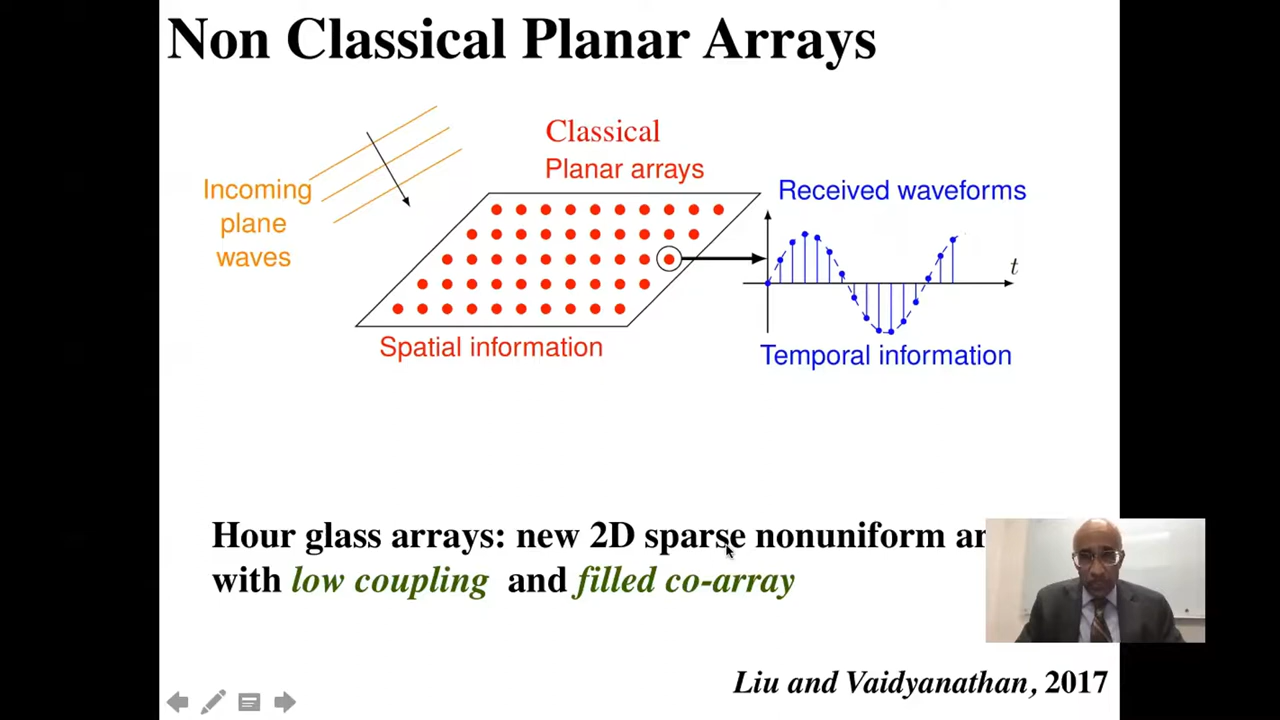 Non Classical Planar Arrays
Classical
Planar arrays
Incoming
plane
waves
Received waveforms
t
Spatial information
Temporal information
Hour glass arrays: new 2D sparse nonuniform
with low coupling and filled co-array
Liu and Vaidyanathan, 2017